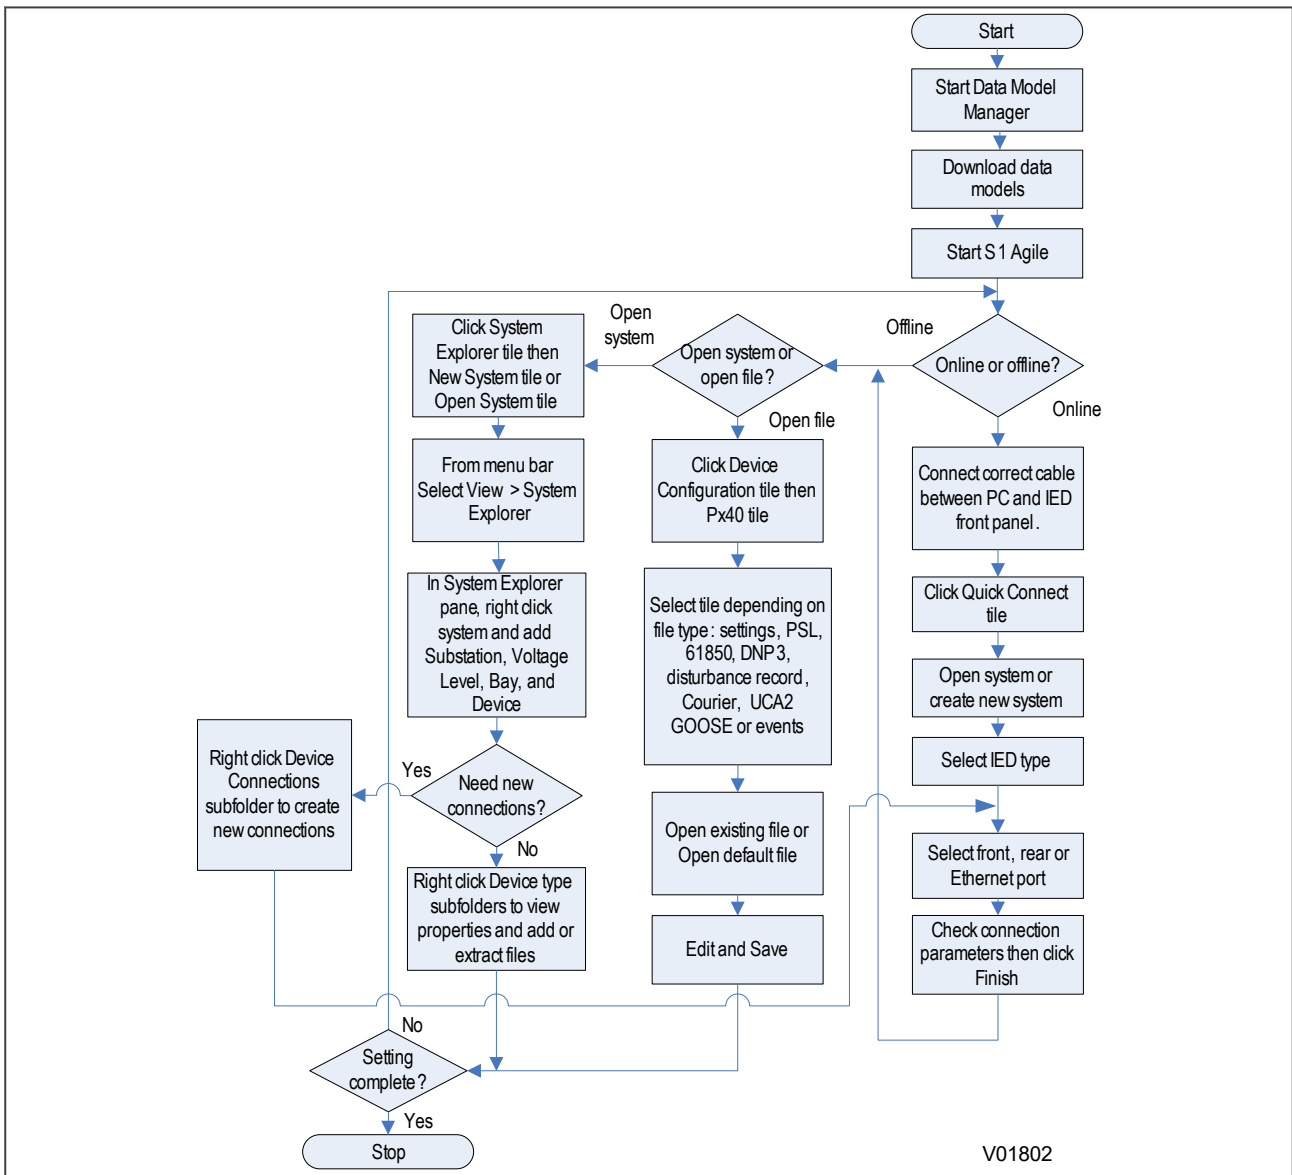 Start
Start Data Model
Manager
Download data
models
Start S1 Agile
Online or offline?
Offline
Online
Open system or
open file?
Open
system
Open file
Click System
Explorer tile then
New System tile or
Open System tile
From menu bar
Select View > System
Explorer
In System Explorer
pane, right click
system and add
Substation, Voltage
Level, Bay, and
Device
Need new
connections?
Yes
No
Right click Device
Connections
subfolder to create
new connections
Right click Device type
subfolders to view
properties and add or
extract files
Click Device
Configuration tile then
Px40 tile
Select tile depending on
file type: settings, PSL,
61850, DNP3,
disturbance record,
Courier, UCA2
GOOSE or events
Open existing file or
Open default file
Edit and Save
Connect correct cable
between PC and IED
front panel.
Click Quick Connect
tile
Open system or
create new system
Select IED type
Select front, rear or
Ethernet port
Check connection
parameters then click
Finish
Setting
complete?
No
Yes
Stop
V01802